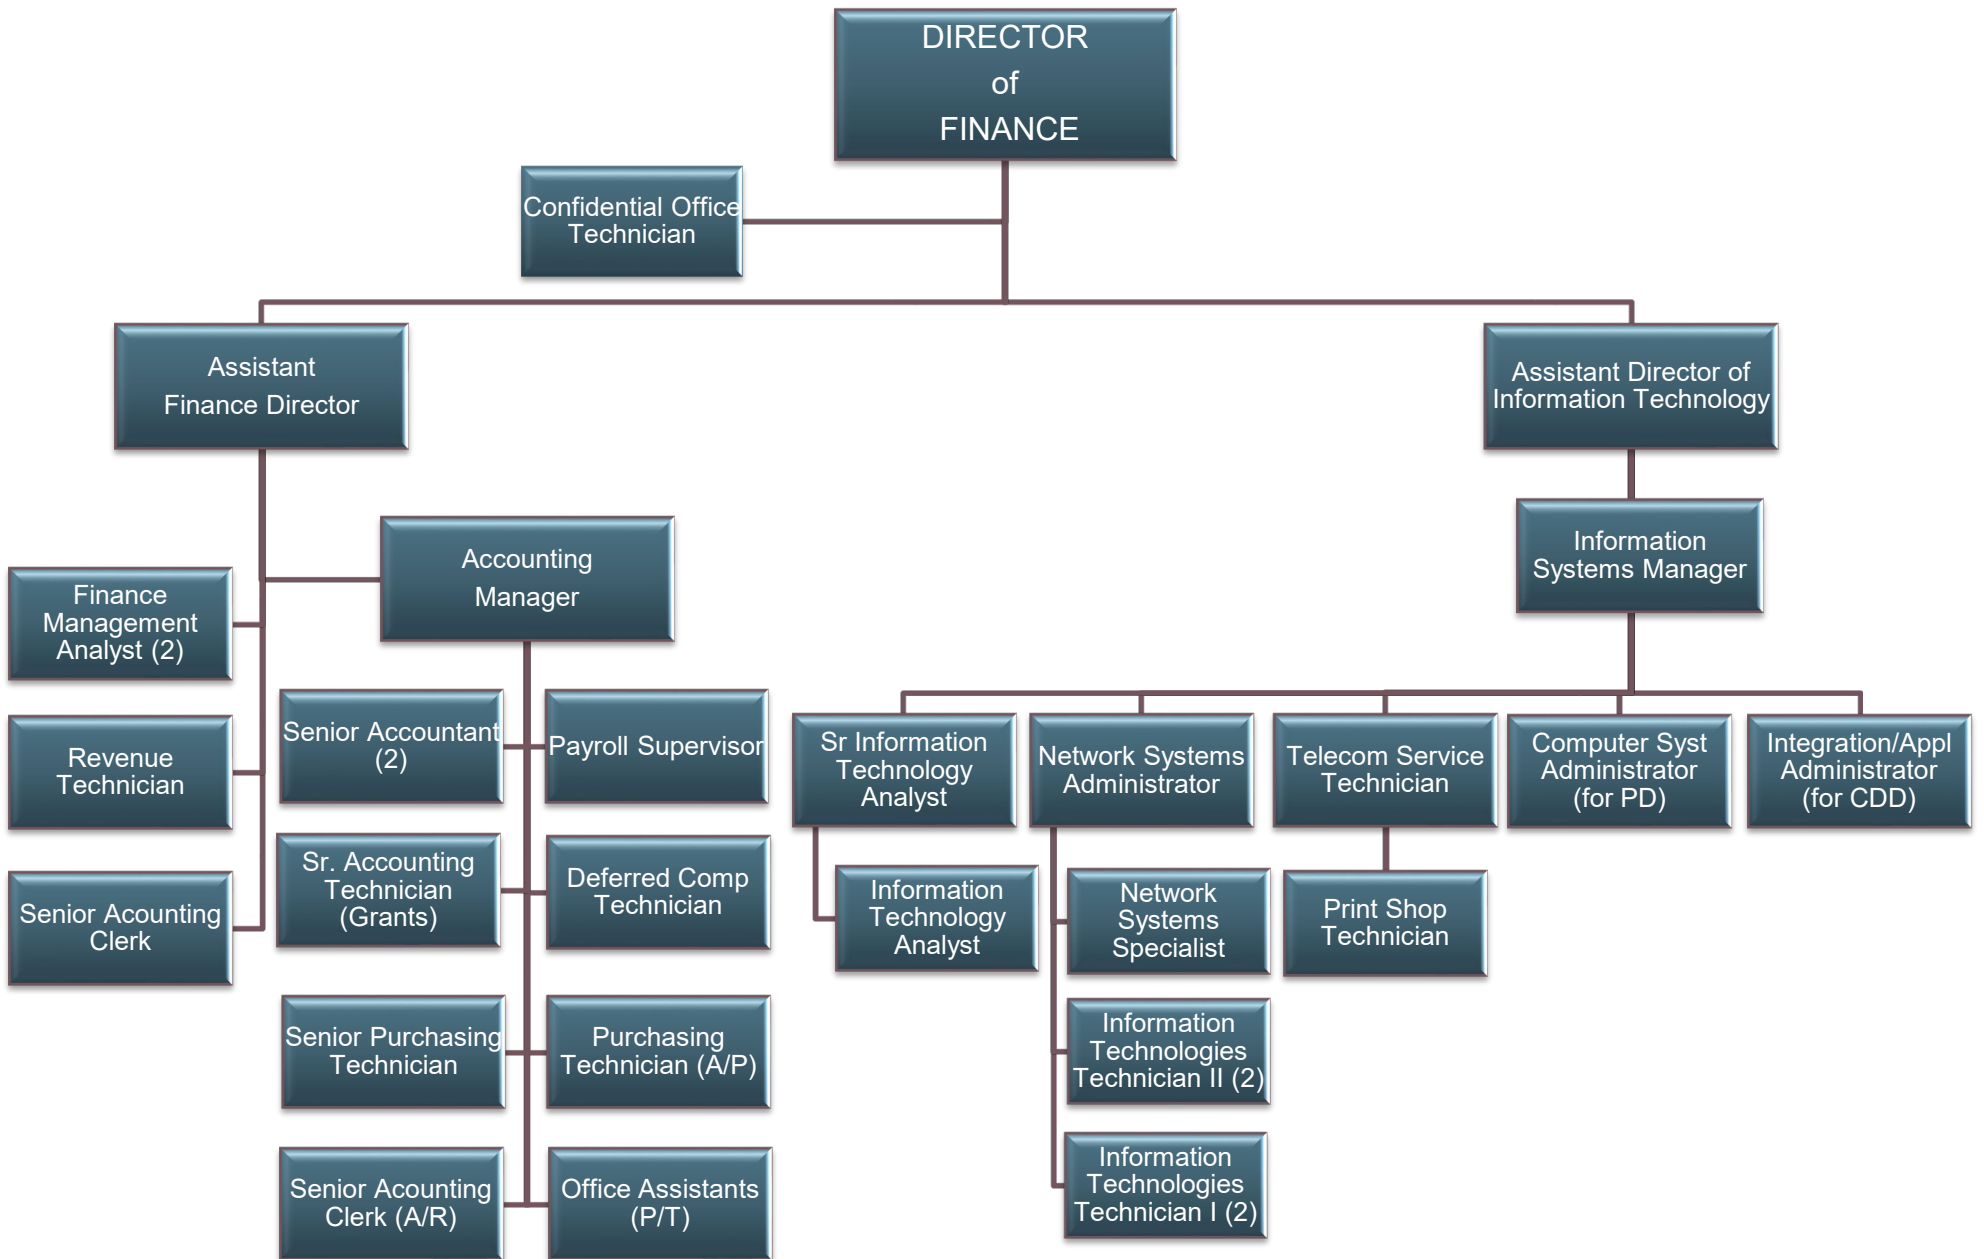 DIRECTOR
of
FINANCE
Confidential Office
Technician
Assistant
Finance Director
Assistant Director of
Information Technology
Accounting
Manager
Information
Systems Manager
Finance
Management
Analyst (2)
Revenue
Technician
Senior Acounting
Clerk
Senior Accountant
(2)
Payroll Supervisor
Sr. Accounting
Technician
(Grants)
Deferred Comp
Technician
Senior Purchasing
Technician
Purchasing
Technician (A/P)
Senior Acounting
Clerk (A/R)
Office Assistants
(P/T)
Sr Information
Technology
Analyst
Network Systems
Administrator
Telecom Service
Technician
Computer Syst
Administrator
(for PD)
Integration/Appl
Administrator
(for CDD)
Information
Technology
Analyst
Network
Systems
Specialist
Print Shop
Technician
Information
Technologies
Technician II (2)
Information
Technologies
Technician I (2)